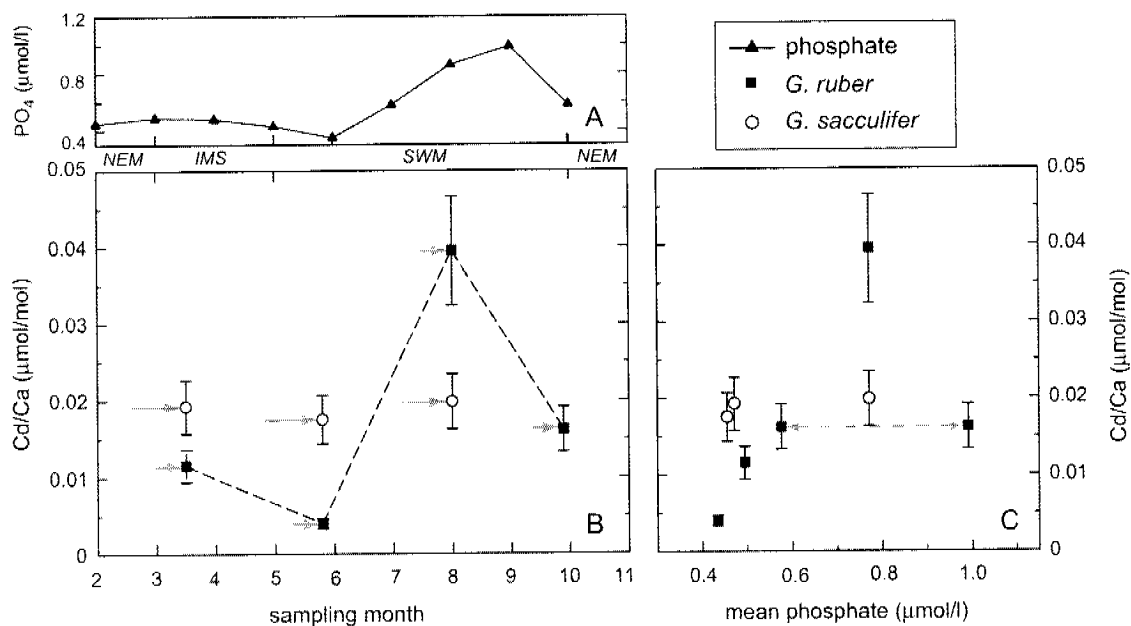 1.2
0.8
0.4
PO4 (μmol/l)
A
phosphate
G. ruber
G. sacculifer
NEM IMS SWM NEM
0.05
0.04
0.03
0.02
0.01
0
Cd/Ca (μmol/mol)
B
2 3 4 5 6 7 8 9 10 11
sampling month
C
0.4 0.6 0.8 1.0
mean phosphate (μmol/l)
0.05
0.04
0.03
0.02
0.01
0
Cd/Ca (μmol/mol)